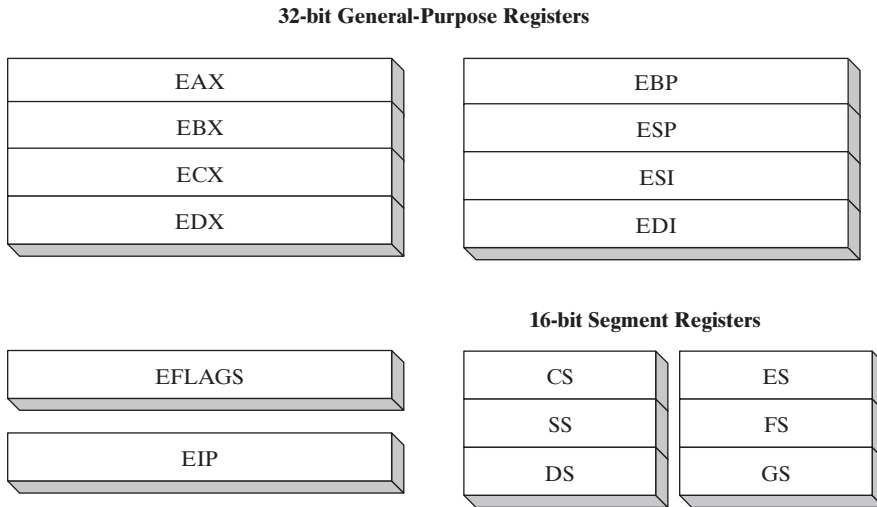 32-bit General-Purpose Registers
EAX
EBX
ECX
EDX
EBP
ESP
ESI
EDI
EFLAGS
EIP
16-bit Segment Registers
CS
SS
DS
ES
FS
GS